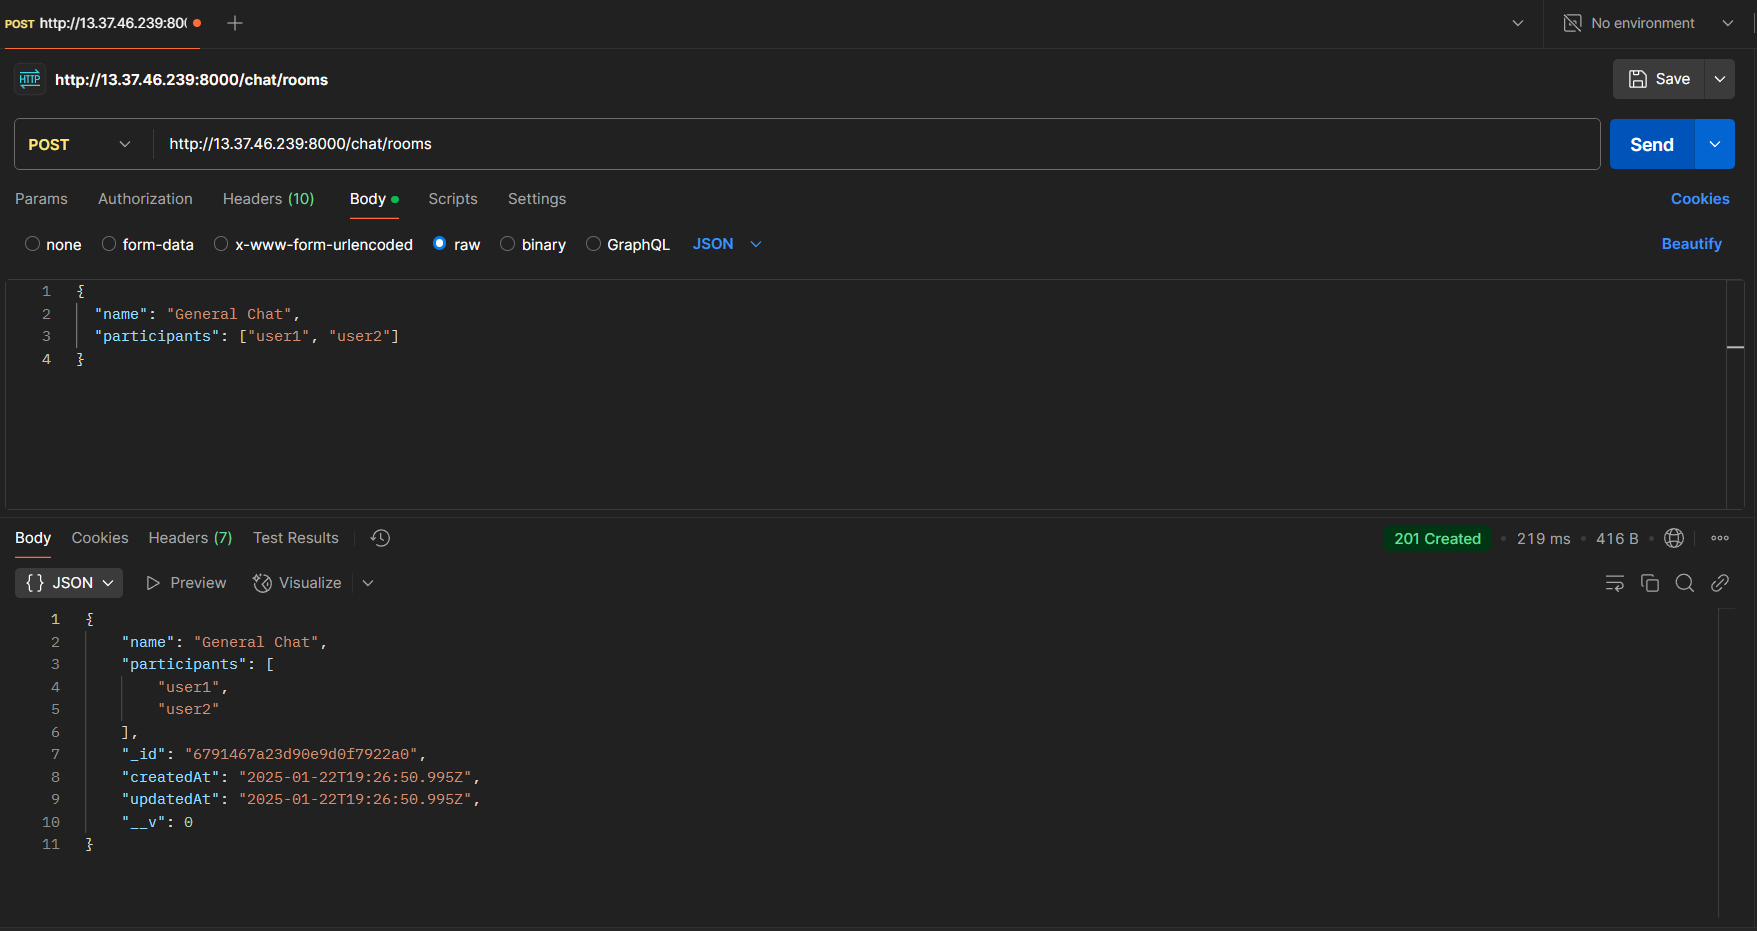 POST http://13.37.46.239:80(
No environment
HTTP http://13.37.46.239:8000/chat/rooms
Save
POST http://13.37.46.239:8000/chat/rooms
Send
Params Authorization Headers (10) Body Scripts Settings Cookies
none form-data x-www-form-urlencoded raw binary GraphQL JSON Beautify
1 {
2 "name": "General Chat",
3 "participants": ["user1", "user2"]
4 }
Body Cookies Headers (7) Test Results 201 Created • 219 ms • 416 B
{} JSON Preview Visualize
1 {
2 "name": "General Chat",
3 "participants": [
4 "user1",
5 "user2"
6 ],
7 "_id": "6791467a23d90e9d0f7922a0",
8 "createdAt": "2025-01-22T19:26:50.995Z",
9 "updatedAt": "2025-01-22T19:26:50.995Z",
10 "__v": 0
11 }